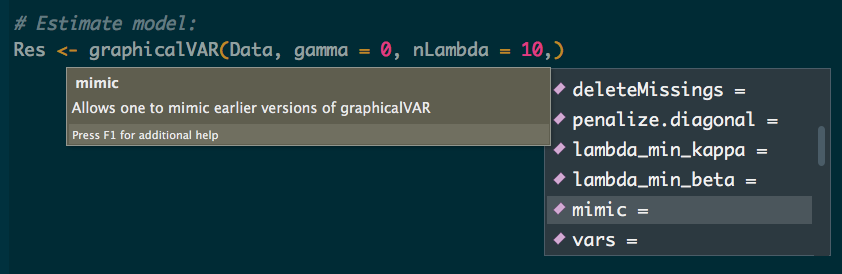 # Estimate model:
Res <- graphicalVAR(Data, gamma = 0, nLambda = 10,)
mimic
Allows one to mimic earlier versions of graphicalVAR
Press F1 for additional help
deleteMissings =
penalize.diagonal =
lambda_min_kappa =
lambda_min_beta =
mimic =
vars =